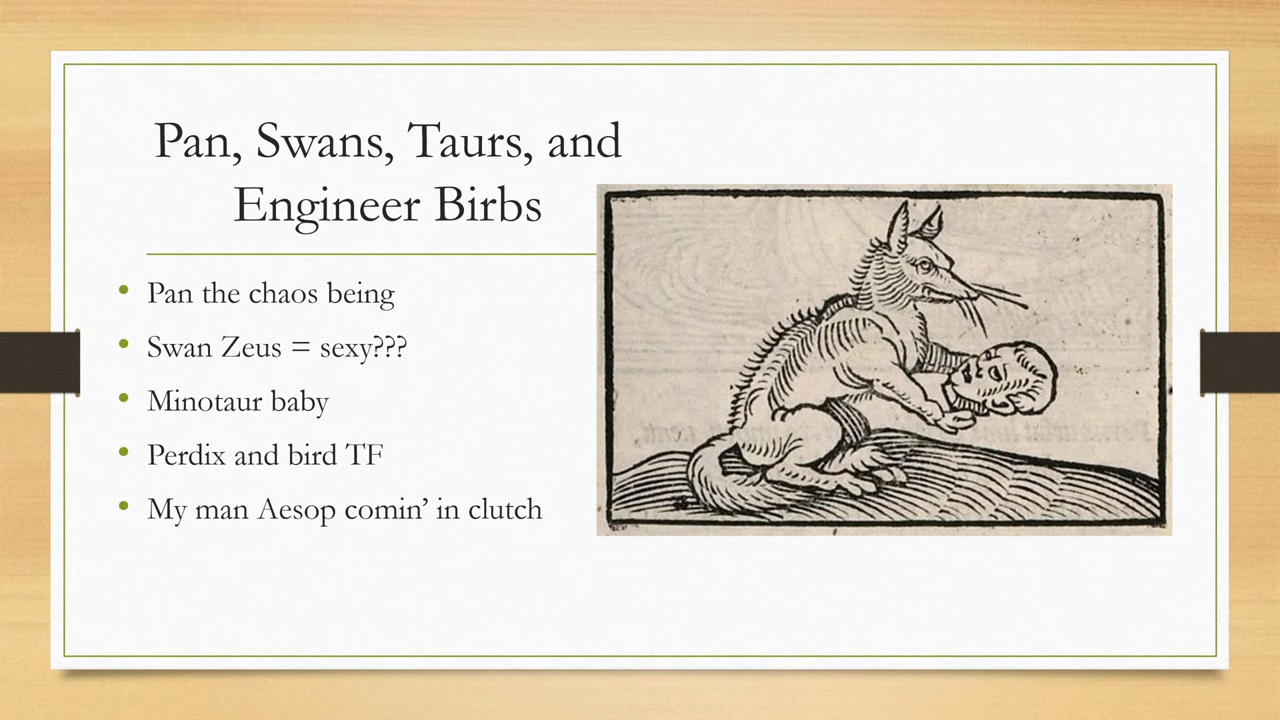 Pan, Swans, Taurs, and
Engineer Birbs
• Pan the chaos being
• Swan Zeus = sexy???
• Minotaur baby
• Perdix and bird TF
• My man Aesop comin’ in clutch